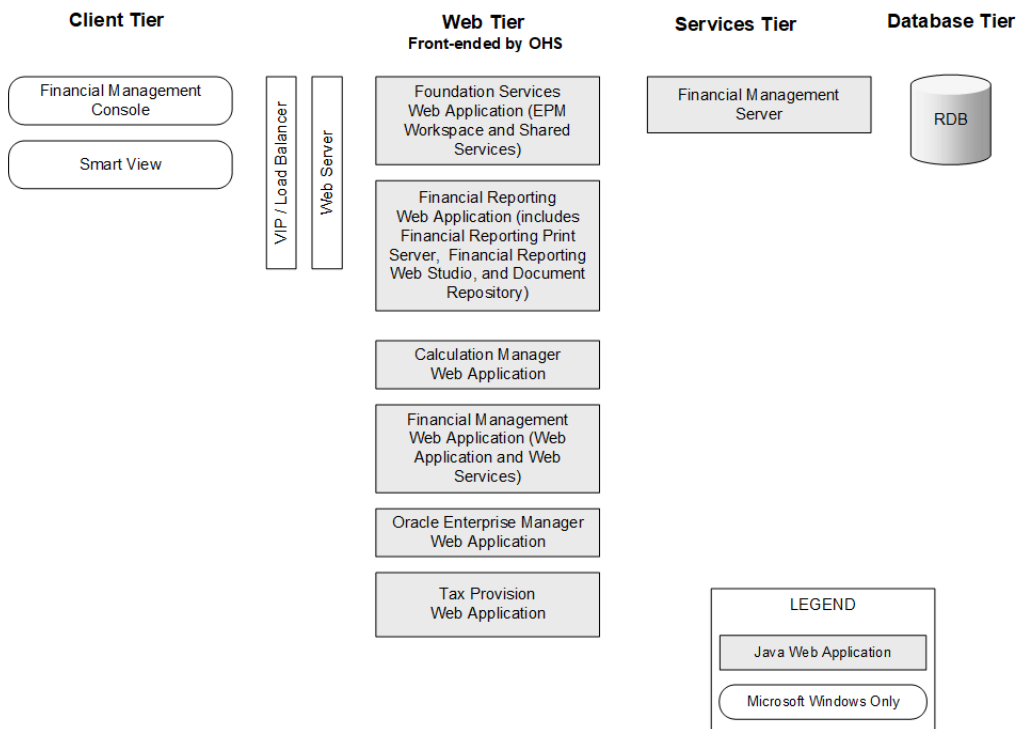 Client Tier
Web Tier
Front-ended by OHS
Services Tier
Database Tier
Financial Management
Console
Smart View
VIP / Load Balancer
Web Server
Foundation Services
Web Application (EPM
Workspace and Shared
Services)
Financial Reporting
Web Application (includes
Financial Reporting Print
Server, Financial Reporting
Web Studio, and Document
Repository)
Calculation Manager
Web Application
Financial Management
Web Application (Web
Application and Web
Services)
Oracle Enterprise Manager
Web Application
Tax Provision
Web Application
Financial Management
Server
RDB
LEGEND
Java Web Application
Microsoft Windows Only